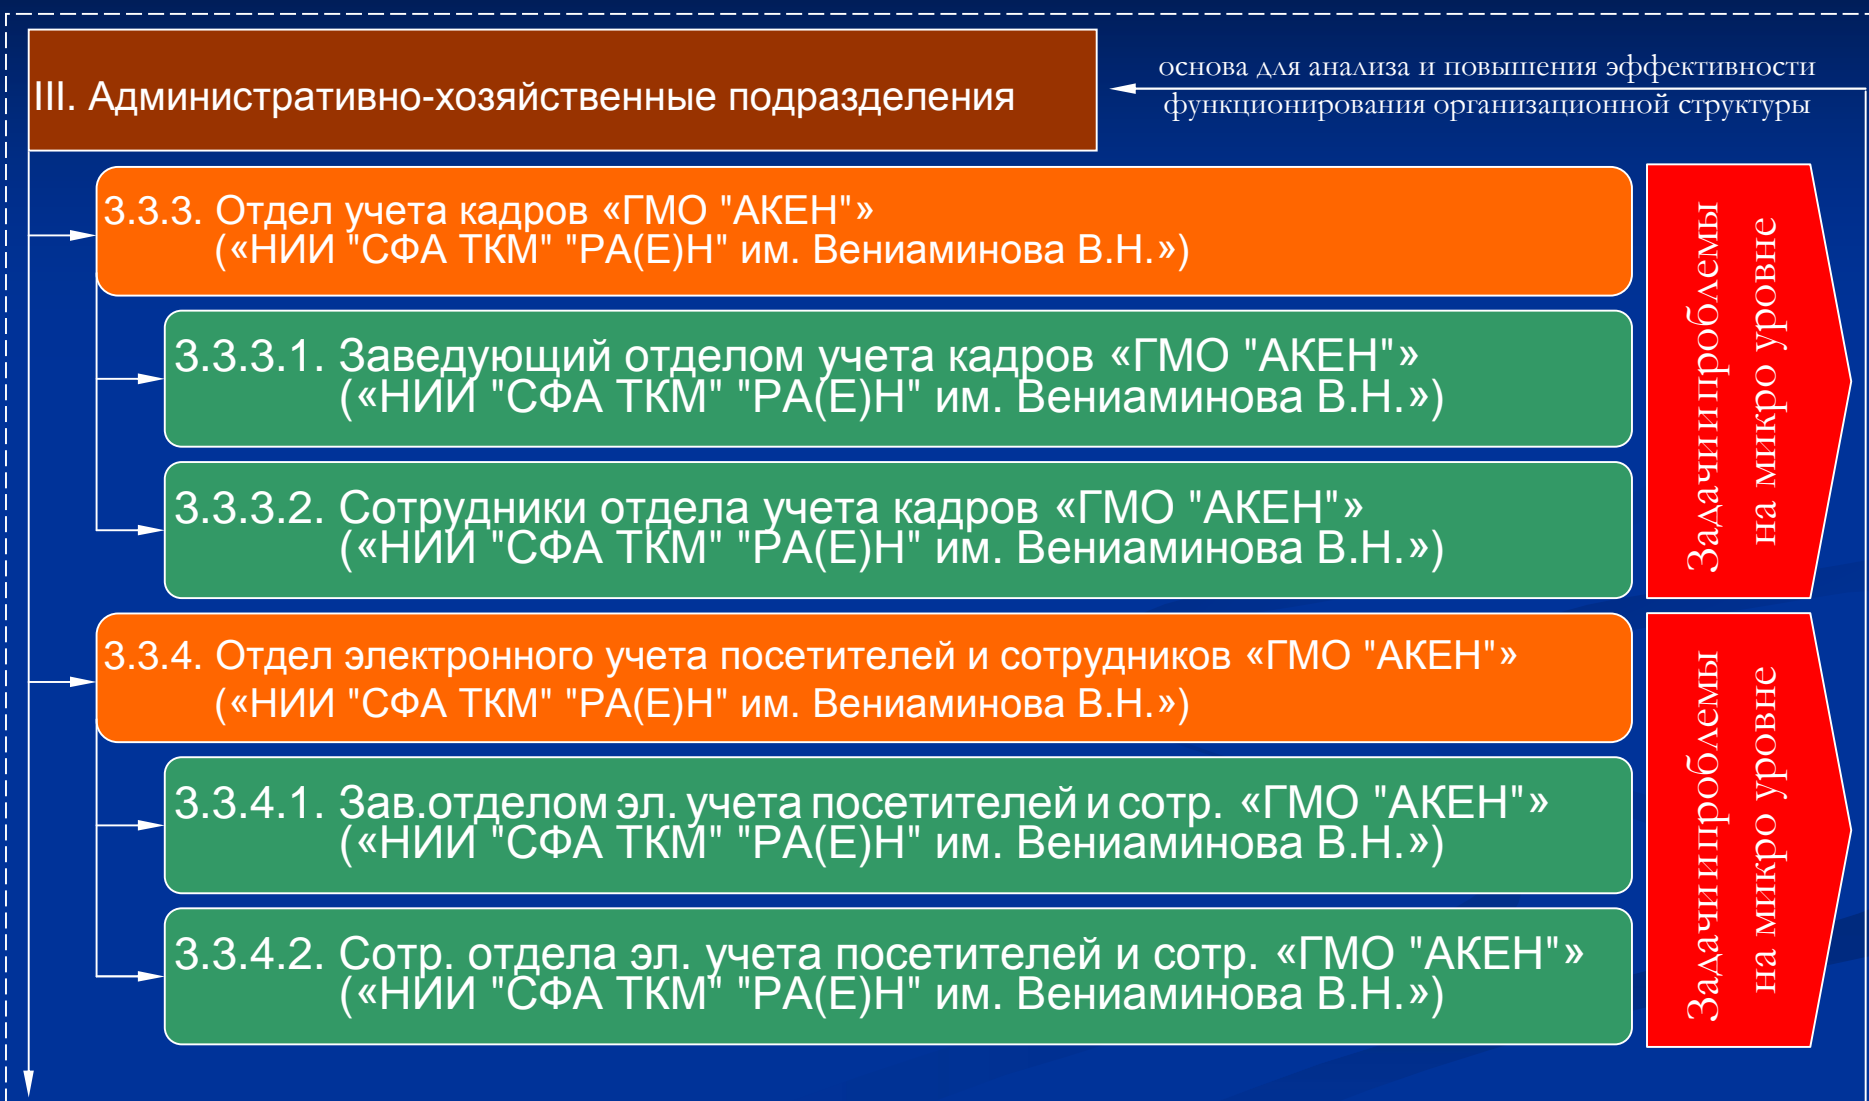 III. Административно-хозяйственные подразделения
основа для анализа и повышения эффективности
функционирования организационной структуры
3.3.3. Отдел учета кадров «ГМО "АКЕН"»
(«НИИ "СФА ТКМ" "РА(Е)Н" им. Вениаминова В.Н.»)
3.3.3.1. Заведующий отделом учета кадров «ГМО "АКЕН"»
(«НИИ "СФА ТКМ" "РА(Е)Н" им. Вениаминова В.Н.»)
3.3.3.2. Сотрудники отдела учета кадров «ГМО "АКЕН"»
(«НИИ "СФА ТКМ" "РА(Е)Н" им. Вениаминова В.Н.»)
Задачи и проблемы
на микро уровне
3.3.4. Отдел электронного учета посетителей и сотрудников «ГМО "АКЕН"»
(«НИИ "СФА ТКМ" "РА(Е)Н" им. Вениаминова В.Н.»)
3.3.4.1. Зав.отделом эл. учета посетителей и сотр. «ГМО "АКЕН"»
(«НИИ "СФА ТКМ" "РА(Е)Н" им. Вениаминова В.Н.»)
3.3.4.2. Сотр. отдела эл. учета посетителей и сотр. «ГМО "АКЕН"»
(«НИИ "СФА ТКМ" "РА(Е)Н" им. Вениаминова В.Н.»)
Задачи и проблемы
на микро уровне